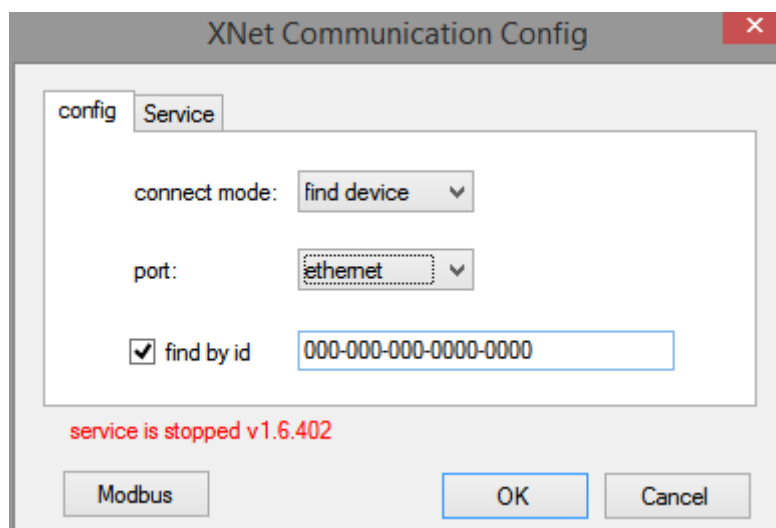 XNet Communication Config
config Service
connect mode: find device
port: ethernet
find by id 000-000-000-0000-0000
service is stopped v1.6.402
Modbus OK Cancel